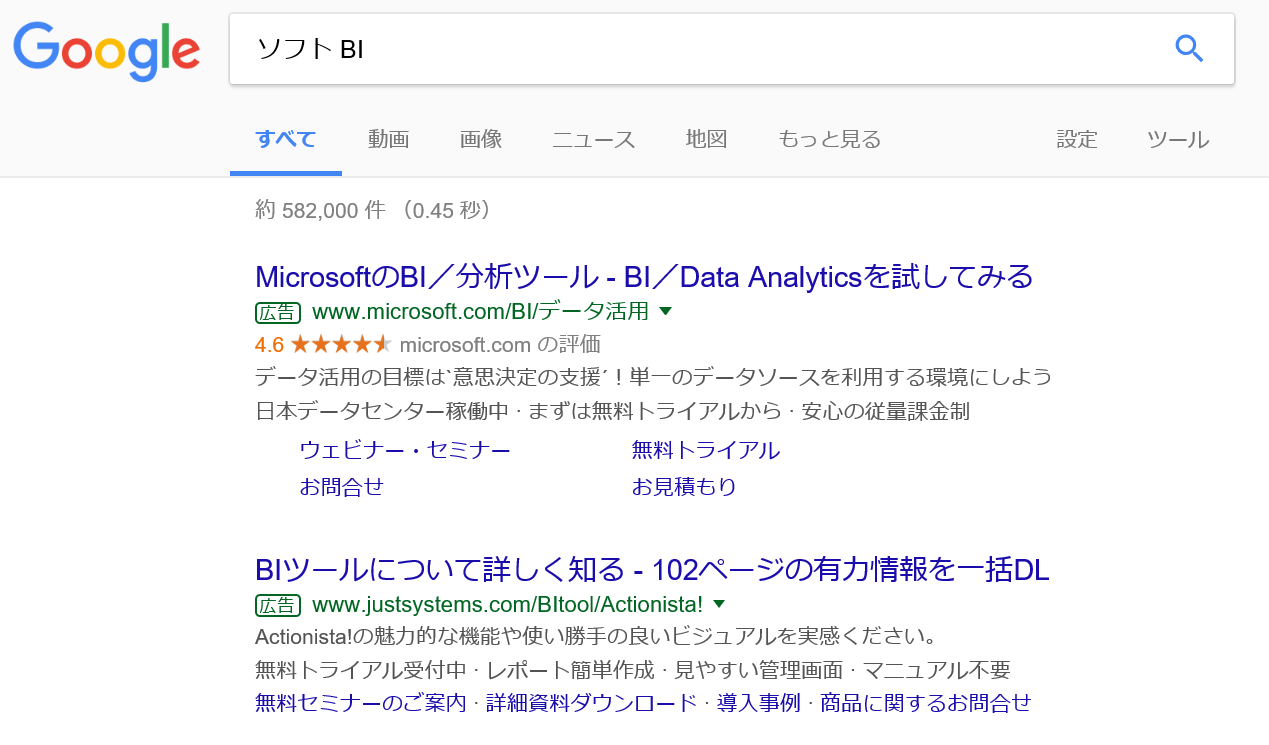 Google
ソフト BI
すべて 動画 画像 ニュース 地図 もっと見る 設定 ツール
約 582,000 件 （0.45 秒）
MicrosoftのBI／分析ツール - BI／Data Analyticsを試してみる
広告 www.microsoft.com/BI/データ活用 ▼
4.6 ★★★★★ microsoft.com の評価
データ活用の目標は`意思決定の支援´！単一のデータソースを利用する環境にしよう
日本データセンター稼働中 · まずは無料トライアルから · 安心の従量課金制
ウェビナー・セミナー 無料トライアル
お問合せ お見積もり
BIツールについて詳しく知る - 102ページの有力情報を一括DL
広告 www.justsystems.com/BItool/Actionista! ▼
Actionista!の魅力的な機能や使い勝手の良いビジュアルを実感ください。
無料トライアル受付中 · レポート簡単作成 · 見やすい管理画面 · マニュアル不要
無料セミナーのご案内 · 詳細資料ダウンロード · 導入事例 · 商品に関するお問合せ